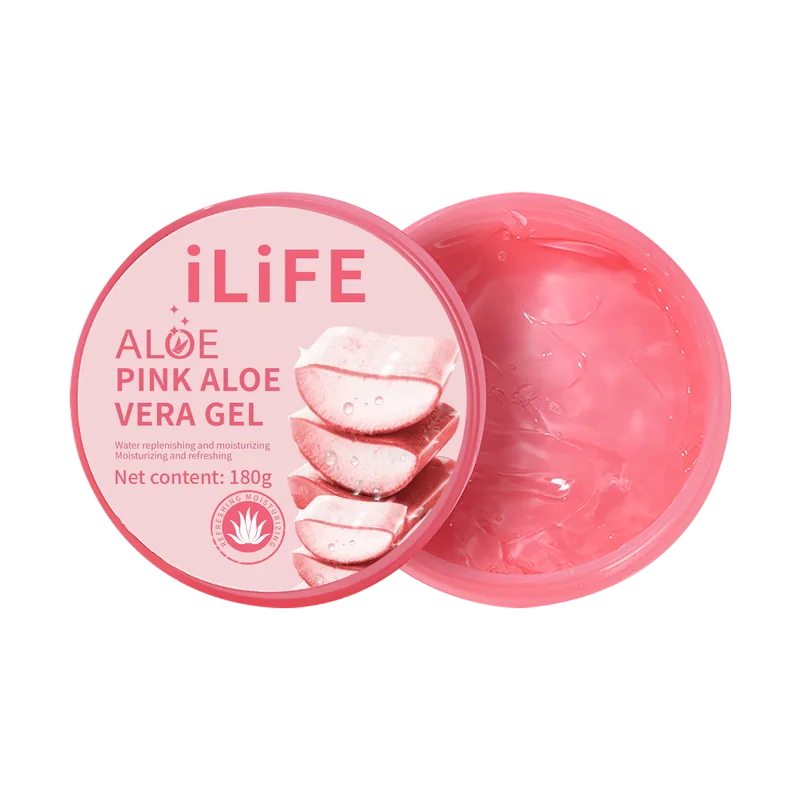 iLiFE
ALOE
PINK ALOE
VERA GEL
Water replenishing and moisturizing
Moisturizing and refreshing
Net content: 180g
REFRESHING MOISTURIZING